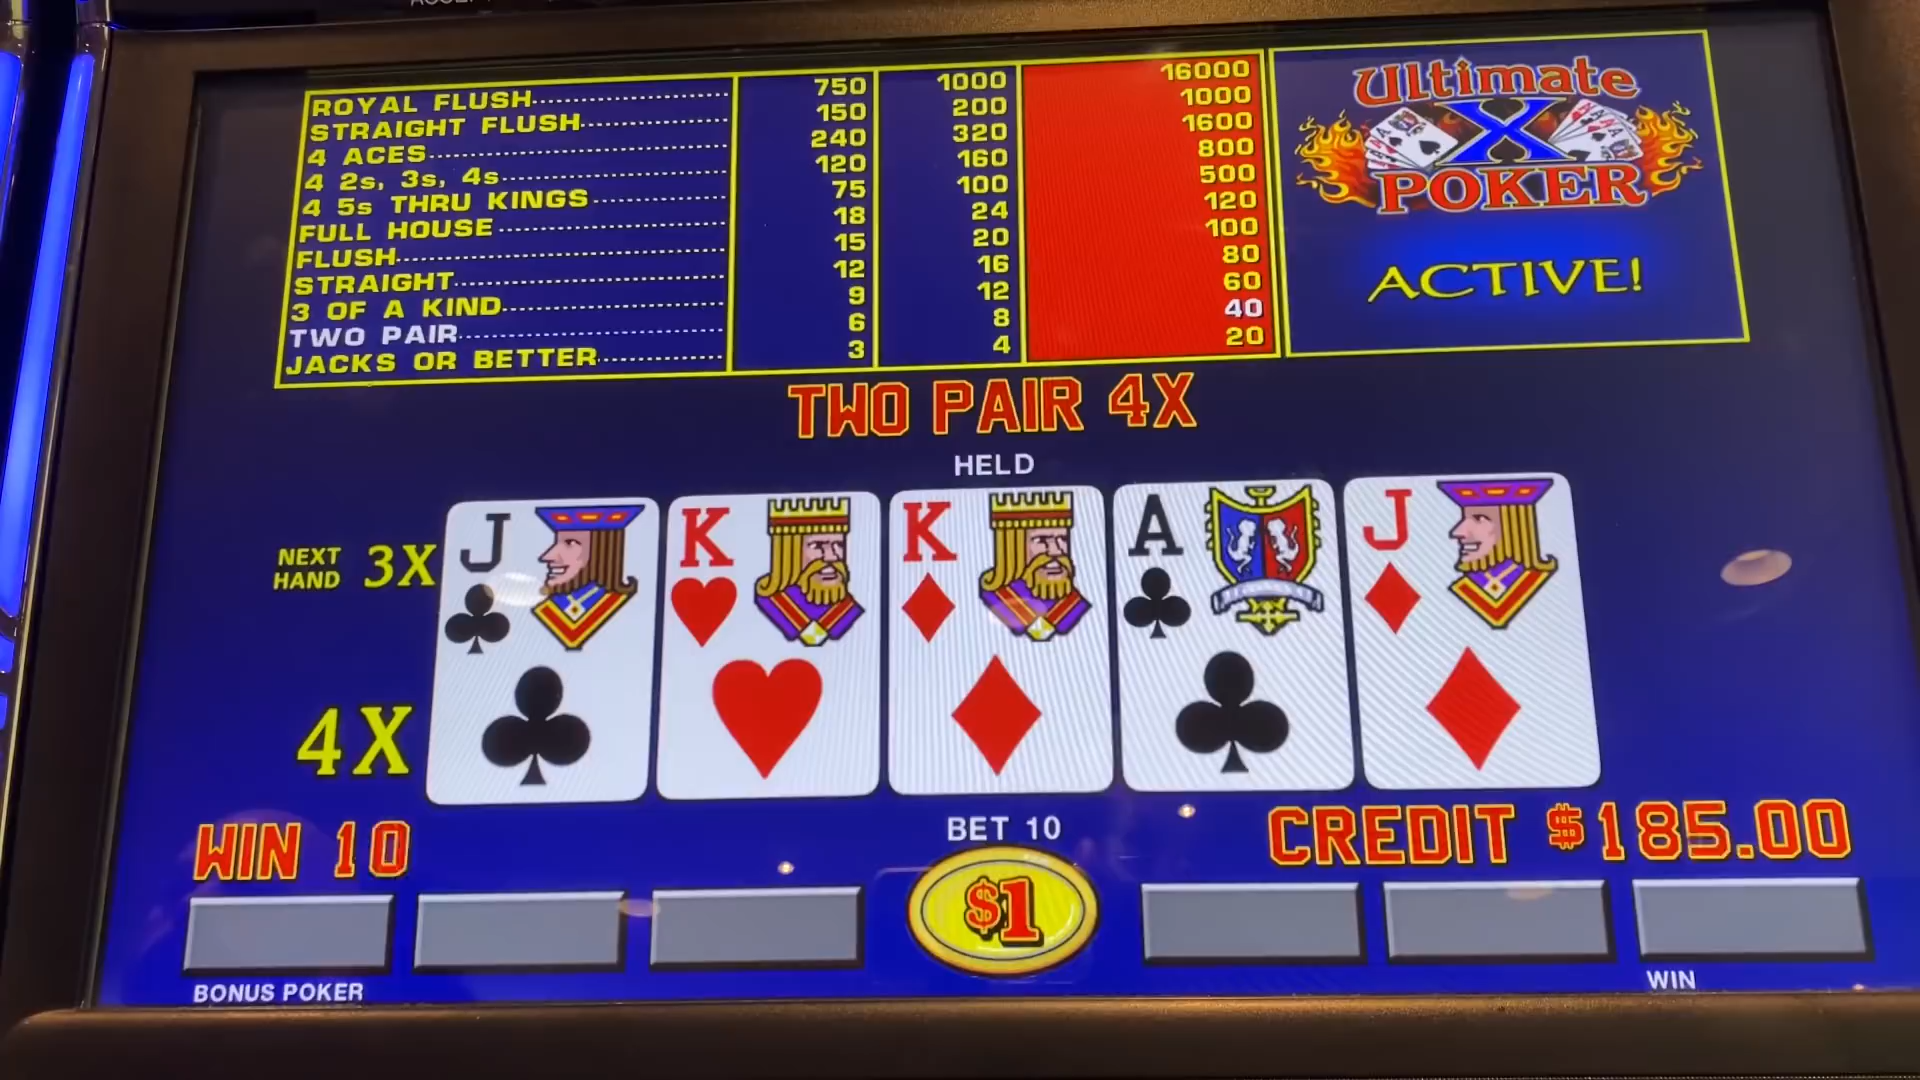 ROYAL FLUSH 750 1000 16000
STRAIGHT FLUSH 150 200 1000
4 ACES 240 320 1600
4 2s, 3s, 4s 120 160 800
4 5s THRU KINGS 75 100 500
FULL HOUSE 18 24 120
FLUSH 15 20 100
STRAIGHT 12 16 80
3 OF A KIND 9 12 60
TWO PAIR 6 8 40
JACKS OR BETTER 3 4 20
Ultimate
X
POKER
ACTIVE!
TWO PAIR 4X
HELD
NEXT
HAND 3X
J K K A J
4X
WIN 10
BET 10
CREDIT $185.00
$1
BONUS POKER
WIN